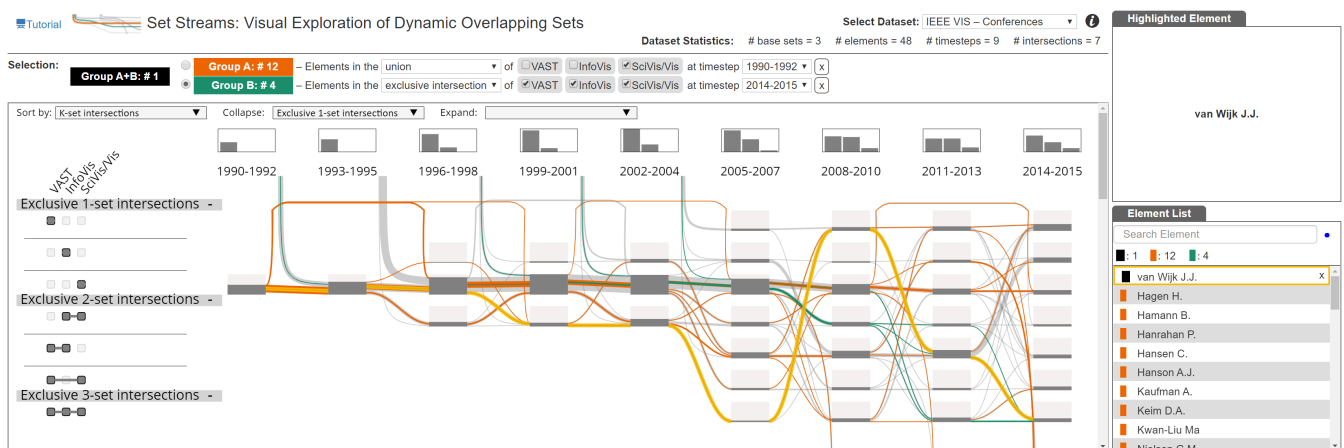 Tutorial
Set Streams: Visual Exploration of Dynamic Overlapping Sets
Select Dataset: IEEE VIS – Conferences
Dataset Statistics: # base sets = 3 # elements = 48 # timesteps = 9 # intersections = 7
Selection:
Group A+B: # 1
Group A: # 12 – Elements in the union of VAST InfoVis SciVis/Vis at timestep 1990-1992 x
Group B: # 4 – Elements in the exclusive intersection of VAST InfoVis SciVis/Vis at timestep 2014-2015 x
Sort by: K-set intersections Collapse: Exclusive 1-set intersections Expand:
1990-1992 1993-1995 1996-1998 1999-2001 2002-2004 2005-2007 2008-2010 2011-2013 2014-2015
VAST
InfoVis
SciVis/Vis
Exclusive 1-set intersections -
Exclusive 2-set intersections -
Exclusive 3-set intersections -
Highlighted Element
van Wijk J.J.
Element List
Search Element
: 1 : 12 : 4
van Wijk J.J. x
Hagen H.
Hamann B.
Hanrahan P.
Hansen C.
Hanson A.J.
Kaufman A.
Keim D.A.
Kwan-Liu Ma